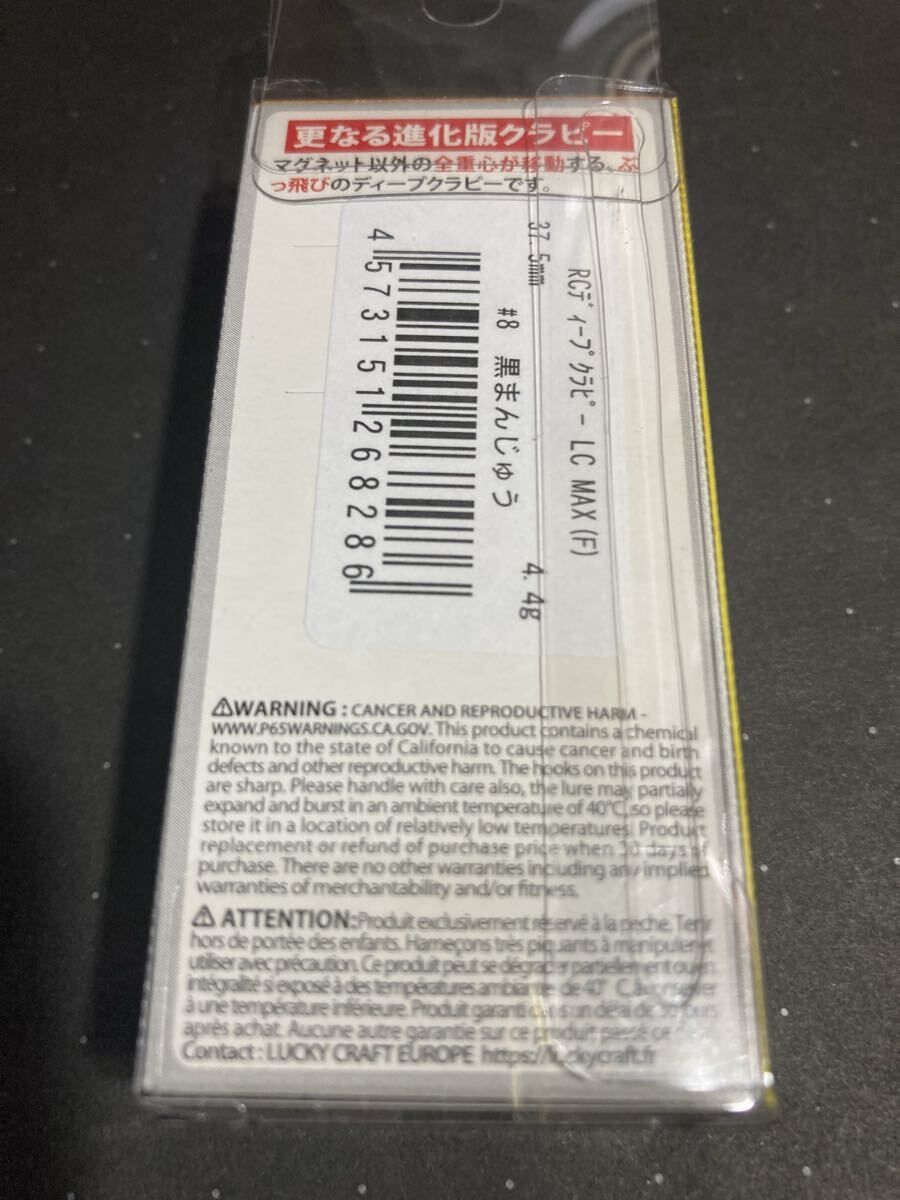 更なる進化版クラピー
マグネット以外の全重心が移動する、ぶ
っ飛びのディープクラピーです。
RCﾃﾞｨｰﾌﾟｸﾗﾋﾟｰ LC MAX(F)
37.5mm 4.4g
#8 黒まんじゅう
4573151268286
⚠WARNING : CANCER AND REPRODUCTIVE HARM -
WWW.P65WARNINGS.CA.GOV. This product contains a chemical
known to the state of California to cause cancer and birth
defects and other reproductive harm. The hooks on this product
are sharp. Please handle with care also, the lure may partially
expand and burst in an ambient temperature of 40℃, so please
store it in a location of relatively low temperatures. Product
replacement or refund of purchase price when 30 days of
purchase. There are no other warranties including any implied
warranties of merchantability and/or fitness.
⚠ ATTENTION:Produit exclusivement réservé à la pêche. Tenir
hors de portée des enfants. Hameçons très piquants à manipuler et
utiliser avec précaution. Ce produit peut se dégrader partiellement ou en
intégralité si exposé à des températures ambiante de 40° C, à conserver
à une température inférieure. Produit garanti dans un délai de 30 jours
après achat. Aucune autre garantie sur ce produit passé ce délai.
Contact : LUCKY CRAFT EUROPE https://luckycraft.fr